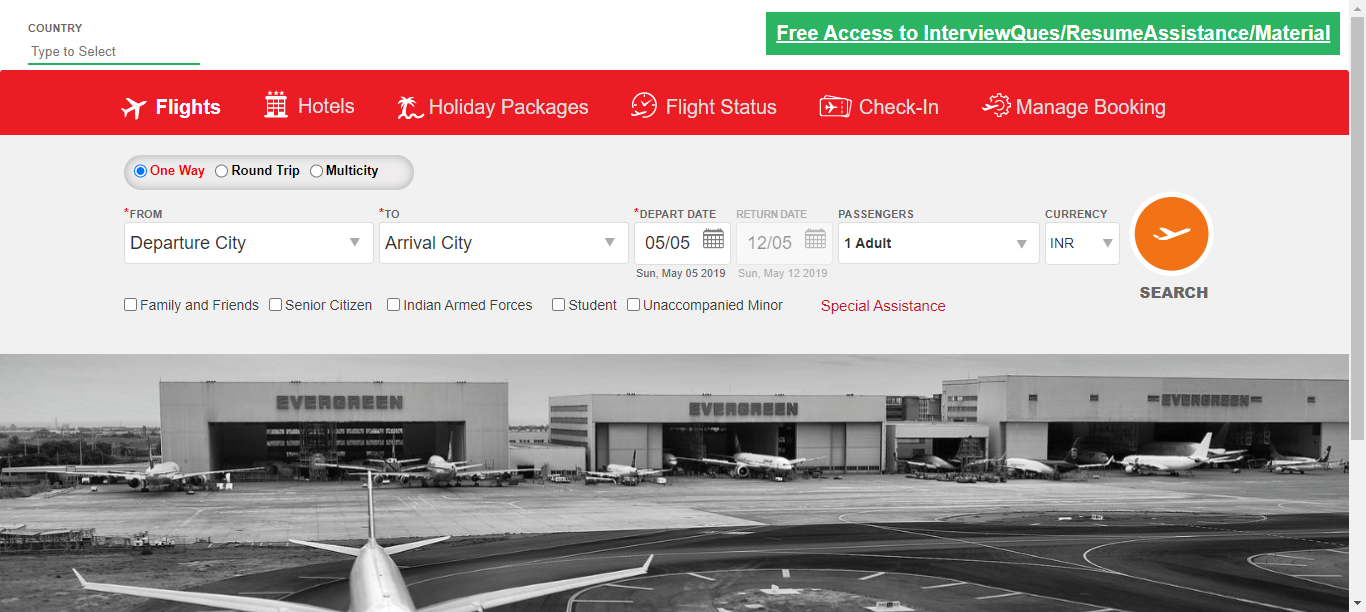 COUNTRY
Type to Select
Free Access to InterviewQues/ResumeAssistance/Material
Flights
Hotels
Holiday Packages
Flight Status
Check-In
Manage Booking
One Way
Round Trip
Multicity
*FROM
*TO
*DEPART DATE
RETURN DATE
PASSENGERS
CURRENCY
Departure City
Arrival City
05/05
12/05
1 Adult
INR
Sun, May 05 2019
Sun, May 12 2019
SEARCH
Family and Friends
Senior Citizen
Indian Armed Forces
Student
Unaccompanied Minor
Special Assistance
EVERGREEN
EVERGREEN
EVERGREEN